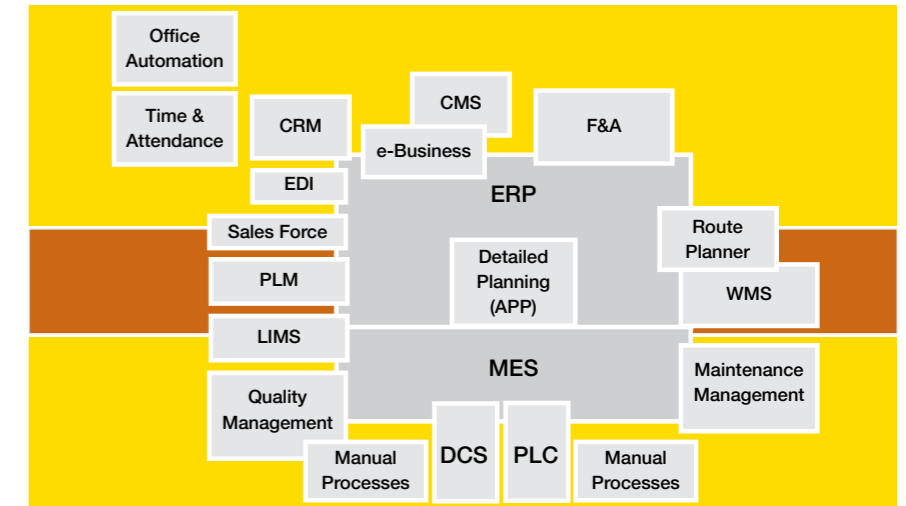 Office
Automation
Time &
Attendance
CRM
CMS
e-Business
F&A
EDI
ERP
Sales Force
Route
Planner
PLM
Detailed
Planning
(APP)
WMS
LIMS
MES
Maintenance
Management
Quality
Management
Manual
Processes
DCS
PLC
Manual
Processes